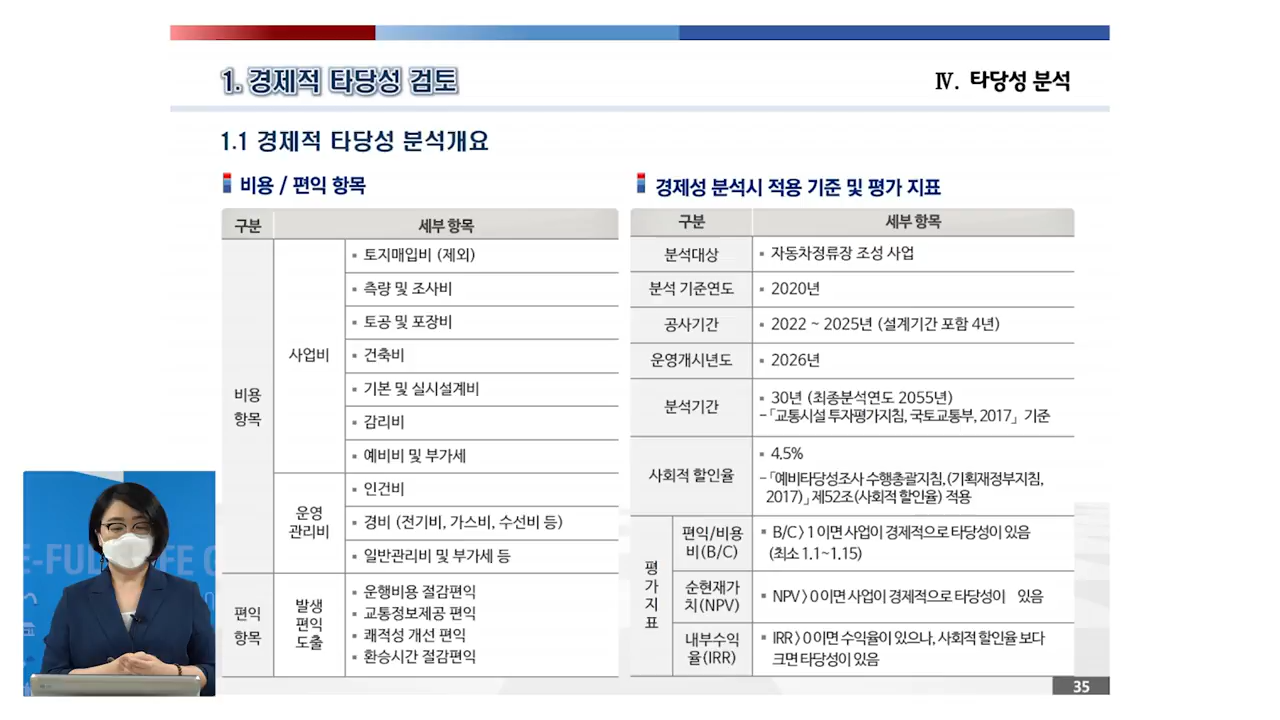 1. 경제적 타당성 검토
Ⅳ. 타당성 분석
1.1 경제적 타당성 분석개요
비용 / 편익 항목
구분 세부 항목
비용 항목
사업비
▪ 토지매입비 (제외)
▪ 측량 및 조사비
▪ 토공 및 포장비
▪ 건축비
▪ 기본 및 실시설계비
▪ 감리비
▪ 예비비 및 부가세
운영 관리비
▪ 인건비
▪ 경비 (전기비, 가스비, 수선비 등)
▪ 일반관리비 및 부가세 등
편익 항목
발생 편익 도출
▪ 운행비용 절감편익
▪ 교통정보제공 편익
▪ 쾌적성 개선 편익
▪ 환승시간 절감편익
경제성 분석시 적용 기준 및 평가 지표
구분 세부 항목
분석대상 ▪ 자동차정류장 조성 사업
분석 기준연도 ▪ 2020년
공사기간 ▪ 2022 ~ 2025년 (설계기간 포함 4년)
운영개시년도 ▪ 2026년
분석기간 ▪ 30년 (최종분석연도 2055년)
-「교통시설 투자평가지침, 국토교통부, 2017」 기준
사회적 할인율 ▪ 4.5%
-「예비타당성조사 수행총괄지침, (기획재정부지침,
2017)」 제52조(사회적 할인율) 적용
평가지표
편익/비용
비(B/C)
▪ B/C〉1 이면 사업이 경제적으로 타당성이 있음
(최소 1.1~1.15)
순현재가
치(NPV)
▪ NPV〉0 이면 사업이 경제적으로 타당성이 있음
내부수익
율(IRR)
▪ IRR〉0 이면 수익율이 있으나, 사회적 할인율 보다
크면 타당성이 있음
35